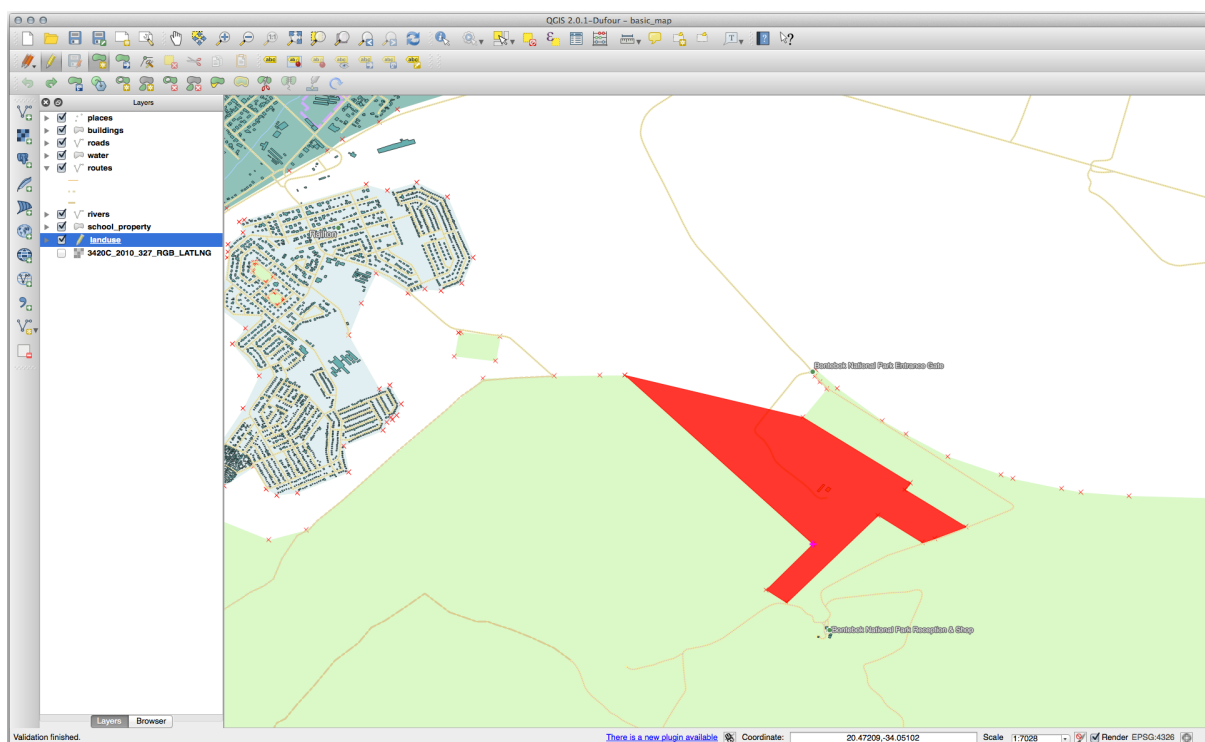 QGIS 2.0.1-Dufour - basic_map
Layers
places
buildings
roads
water
routes
rivers
school_property
landuse
3420C_2010_327_RGB_LATLNG
Railton
Bontebok National Park Entrance Gate
Bontebok National Park Reception & Shop
Layers Browser
Validation finished. There is a new plugin available Coordinate: 20.47209,-34.05102 Scale 1:7028 Render EPSG:4326